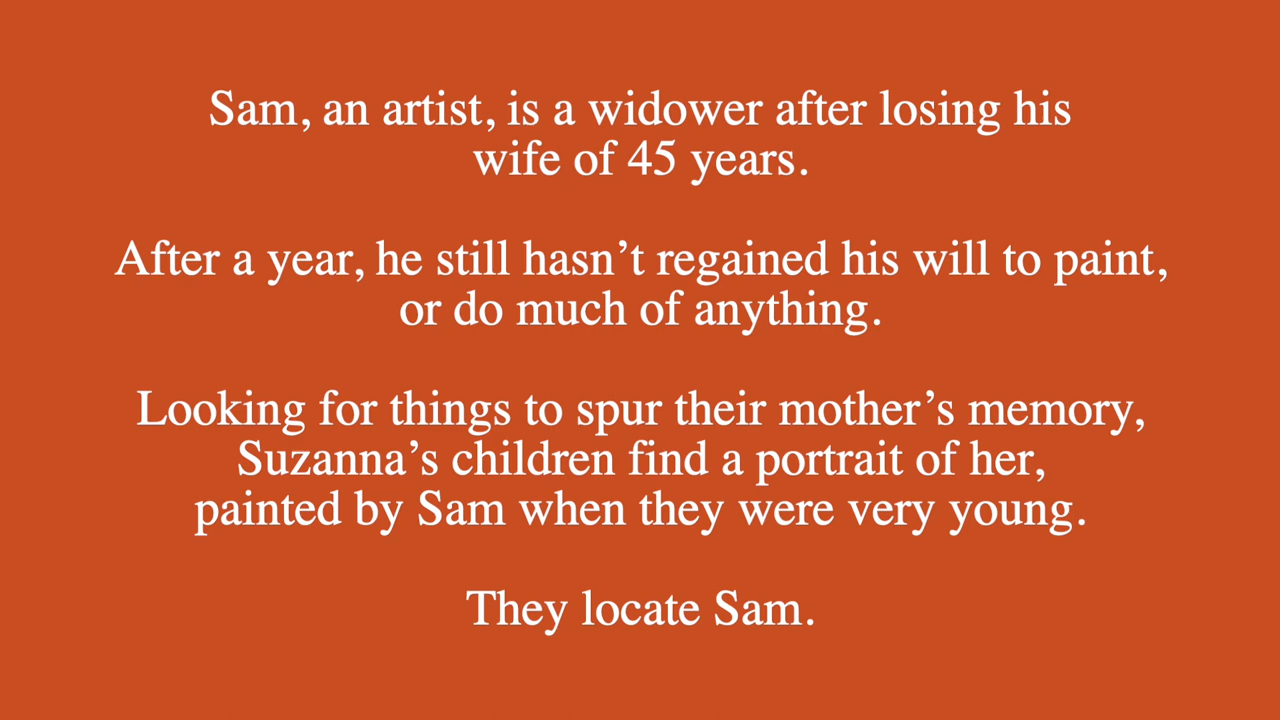 Sam, an artist, is a widower after losing his
wife of 45 years.
After a year, he still hasn’t regained his will to paint,
or do much of anything.
Looking for things to spur their mother’s memory,
Suzanna’s children find a portrait of her,
painted by Sam when they were very young.
They locate Sam.